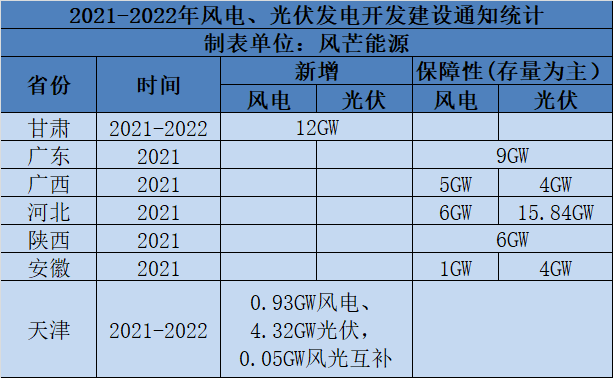 2021-2022年风电、光伏发电开发建设通知统计
制表单位：风芒能源
省份 时间 新增 保障性(存量为主）
风电 光伏 风电 光伏
甘肃 2021-2022 12GW
广东 2021 9GW
广西 2021 5GW 4GW
河北 2021 6GW 15.84GW
陕西 2021 6GW
安徽 2021 1GW 4GW
天津 2021-2022 0.93GW风电、
4.32GW光伏，
0.05GW风光互补